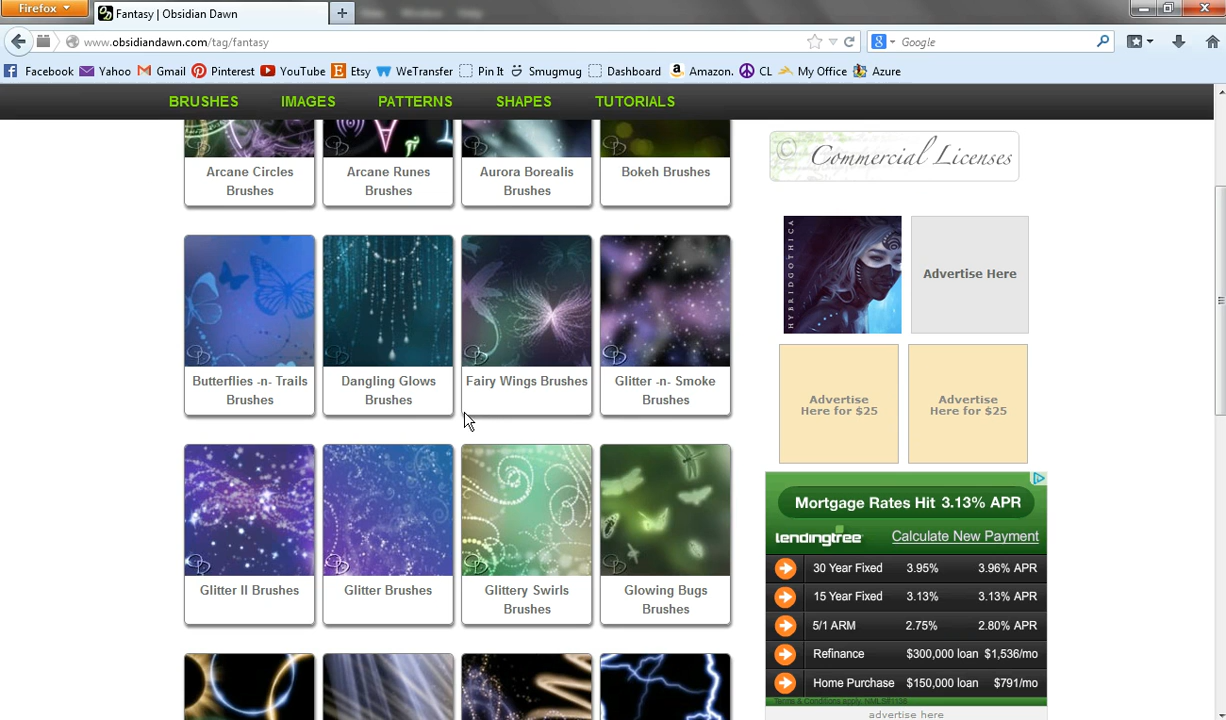 Firefox
Fantasy | Obsidian Dawn
www.obsidiandawn.com/tag/fantasy
Google
Facebook Yahoo Gmail Pinterest YouTube Etsy WeTransfer Pin It Smugmug Dashboard Amazon. CL My Office Azure
BRUSHES IMAGES PATTERNS SHAPES TUTORIALS
Arcane Circles
Brushes
Arcane Runes
Brushes
Aurora Borealis
Brushes
Bokeh Brushes
Butterflies -n- Trails
Brushes
Dangling Glows
Brushes
Fairy Wings Brushes
Glitter -n- Smoke
Brushes
Glitter II Brushes
Glitter Brushes
Glittery Swirls
Brushes
Glowing Bugs
Brushes
© Commercial Licenses
HYBRIDGOTHICA
Advertise Here
Advertise
Here for $25
Advertise
Here for $25
Mortgage Rates Hit 3.13% APR
lendingtree
Calculate New Payment
30 Year Fixed 3.95% 3.96% APR
15 Year Fixed 3.13% 3.13% APR
5/1 ARM 2.75% 2.80% APR
Refinance $300,000 loan $1,536/mo
Home Purchase $150,000 loan $791/mo
advertise here